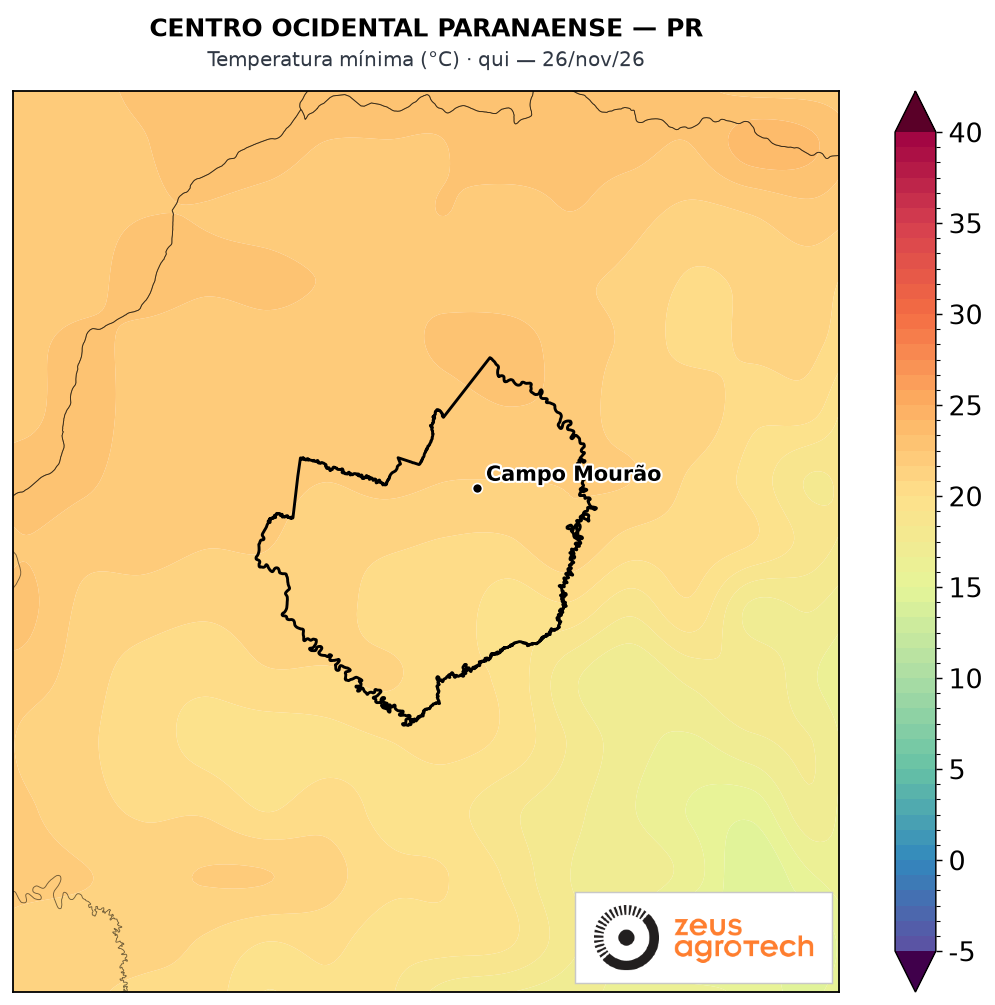 CENTRO OCIDENTAL PARANAENSE — PR
Temperatura mínima (°C) · qui — 26/nov/26
40
35
30
25
20
15
10
5
0
-5
Campo Mourão
zeus
agrotech